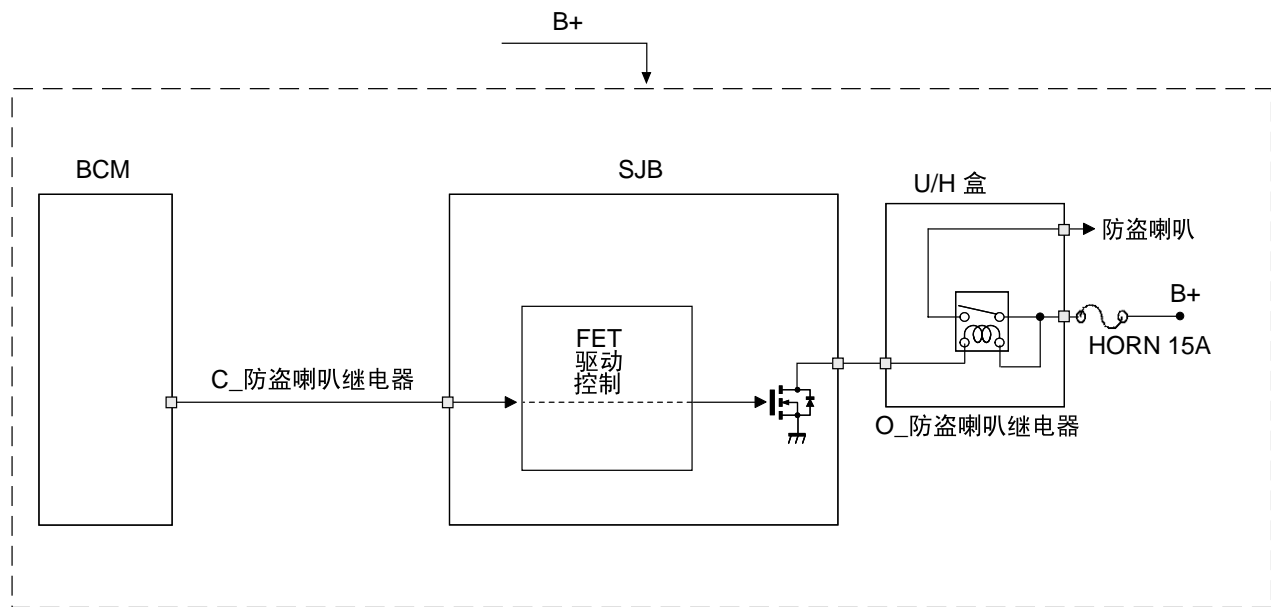 B+
BCM
SJB
U/H 盒
防盗喇叭
B+
HORN 15A
FET
驱动
控制
C_防盗喇叭继电器
O_防盗喇叭继电器